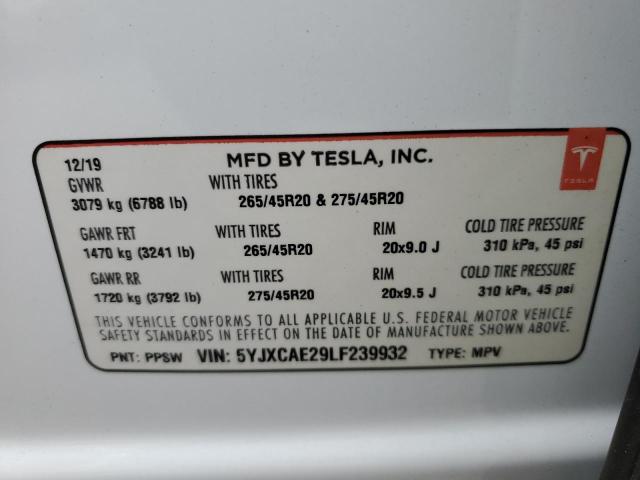 12/19 MFD BY TESLA, INC.
TESLA
GVWR WITH TIRES
3079 kg (6788 lb) 265/45R20 & 275/45R20
GAWR FRT WITH TIRES RIM COLD TIRE PRESSURE
1470 kg (3241 lb) 265/45R20 20x9.0 J 310 kPa, 45 psi
GAWR RR WITH TIRES RIM COLD TIRE PRESSURE
1720 kg (3792 lb) 275/45R20 20x9.5 J 310 kPa, 45 psi
THIS VEHICLE CONFORMS TO ALL APPLICABLE U.S. FEDERAL MOTOR VEHICLE
SAFETY STANDARDS IN EFFECT ON THE DATE OF MANUFACTURE SHOWN ABOVE.
PNT: PPSW VIN: 5YJXCAE29LF239932 TYPE: MPV